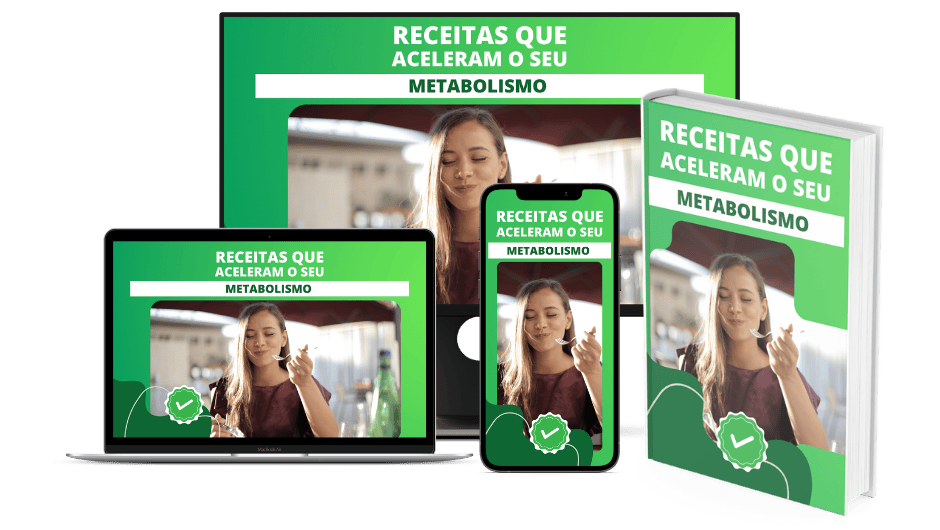 RECEITAS QUE
ACELERAM O SEU
METABOLISMO
RECEITAS QUE
ACELERAM O SEU
METABOLISMO
RECEITAS QUE
ACELERAM O SEU
METABOLISMO
RECEITAS QUE
ACELERAM O SEU
METABOLISMO
MacBook Air